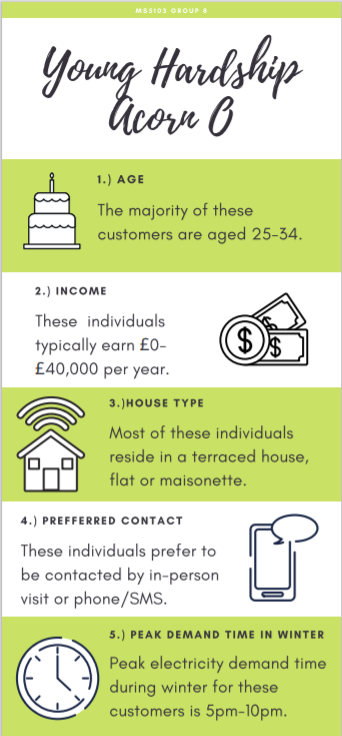 MS5103 GROUP 8
Young Hardship
Acorn O
1.) AGE
The majority of these
customers are aged 25-34.
2.) INCOME
These individuals
typically earn £0-
£40,000 per year.
$
$
3.)HOUSE TYPE
Most of these individuals
reside in a terraced house,
flat or maisonette.
4.) PREFFERRED CONTACT
These individuals prefer to
be contacted by in-person
visit or phone/SMS.
5.) PEAK DEMAND TIME IN WINTER
Peak electricity demand time
during winter for these
customers is 5pm-10pm.